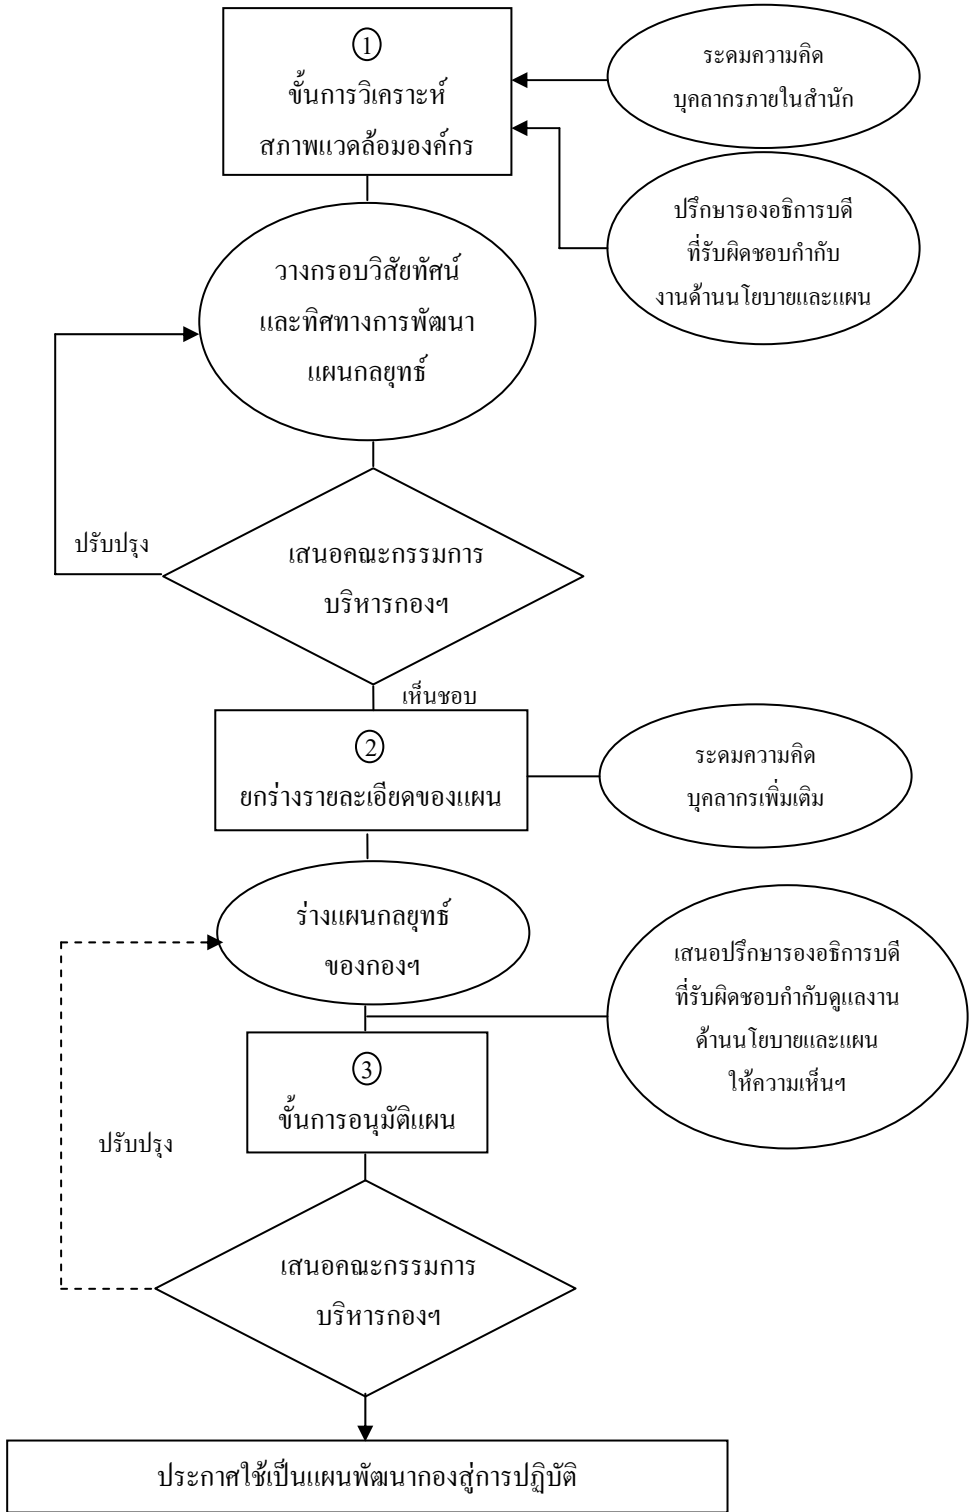 1
ขั้นการวิเคราะห์
สภาพแวดล้อมองค์กร
ระดมความคิด
บุคลากรภายในสำนัก
ปรึกษารองอธิการบดี
ที่รับผิดชอบกำกับ
งานด้านนโยบายและแผน
วางกรอบวิสัยทัศน์
และทิศทางการพัฒนา
แผนกลยุทธ์
ปรับปรุง
เสนอคณะกรรมการ
บริหารกองฯ
เห็นชอบ
2
ยกร่างรายละเอียดของแผน
ระดมความคิด
บุคลากรเพิ่มเติม
ร่างแผนกลยุทธ์
ของกองฯ
เสนอปรึกษารองอธิการบดี
ที่รับผิดชอบกำกับดูแลงาน
ด้านนโยบายและแผน
ให้ความเห็นฯ
3
ขั้นการอนุมัติแผน
ปรับปรุง
เสนอคณะกรรมการ
บริหารกองฯ
ประกาศใช้เป็นแผนพัฒนากองสู่การปฏิบัติ